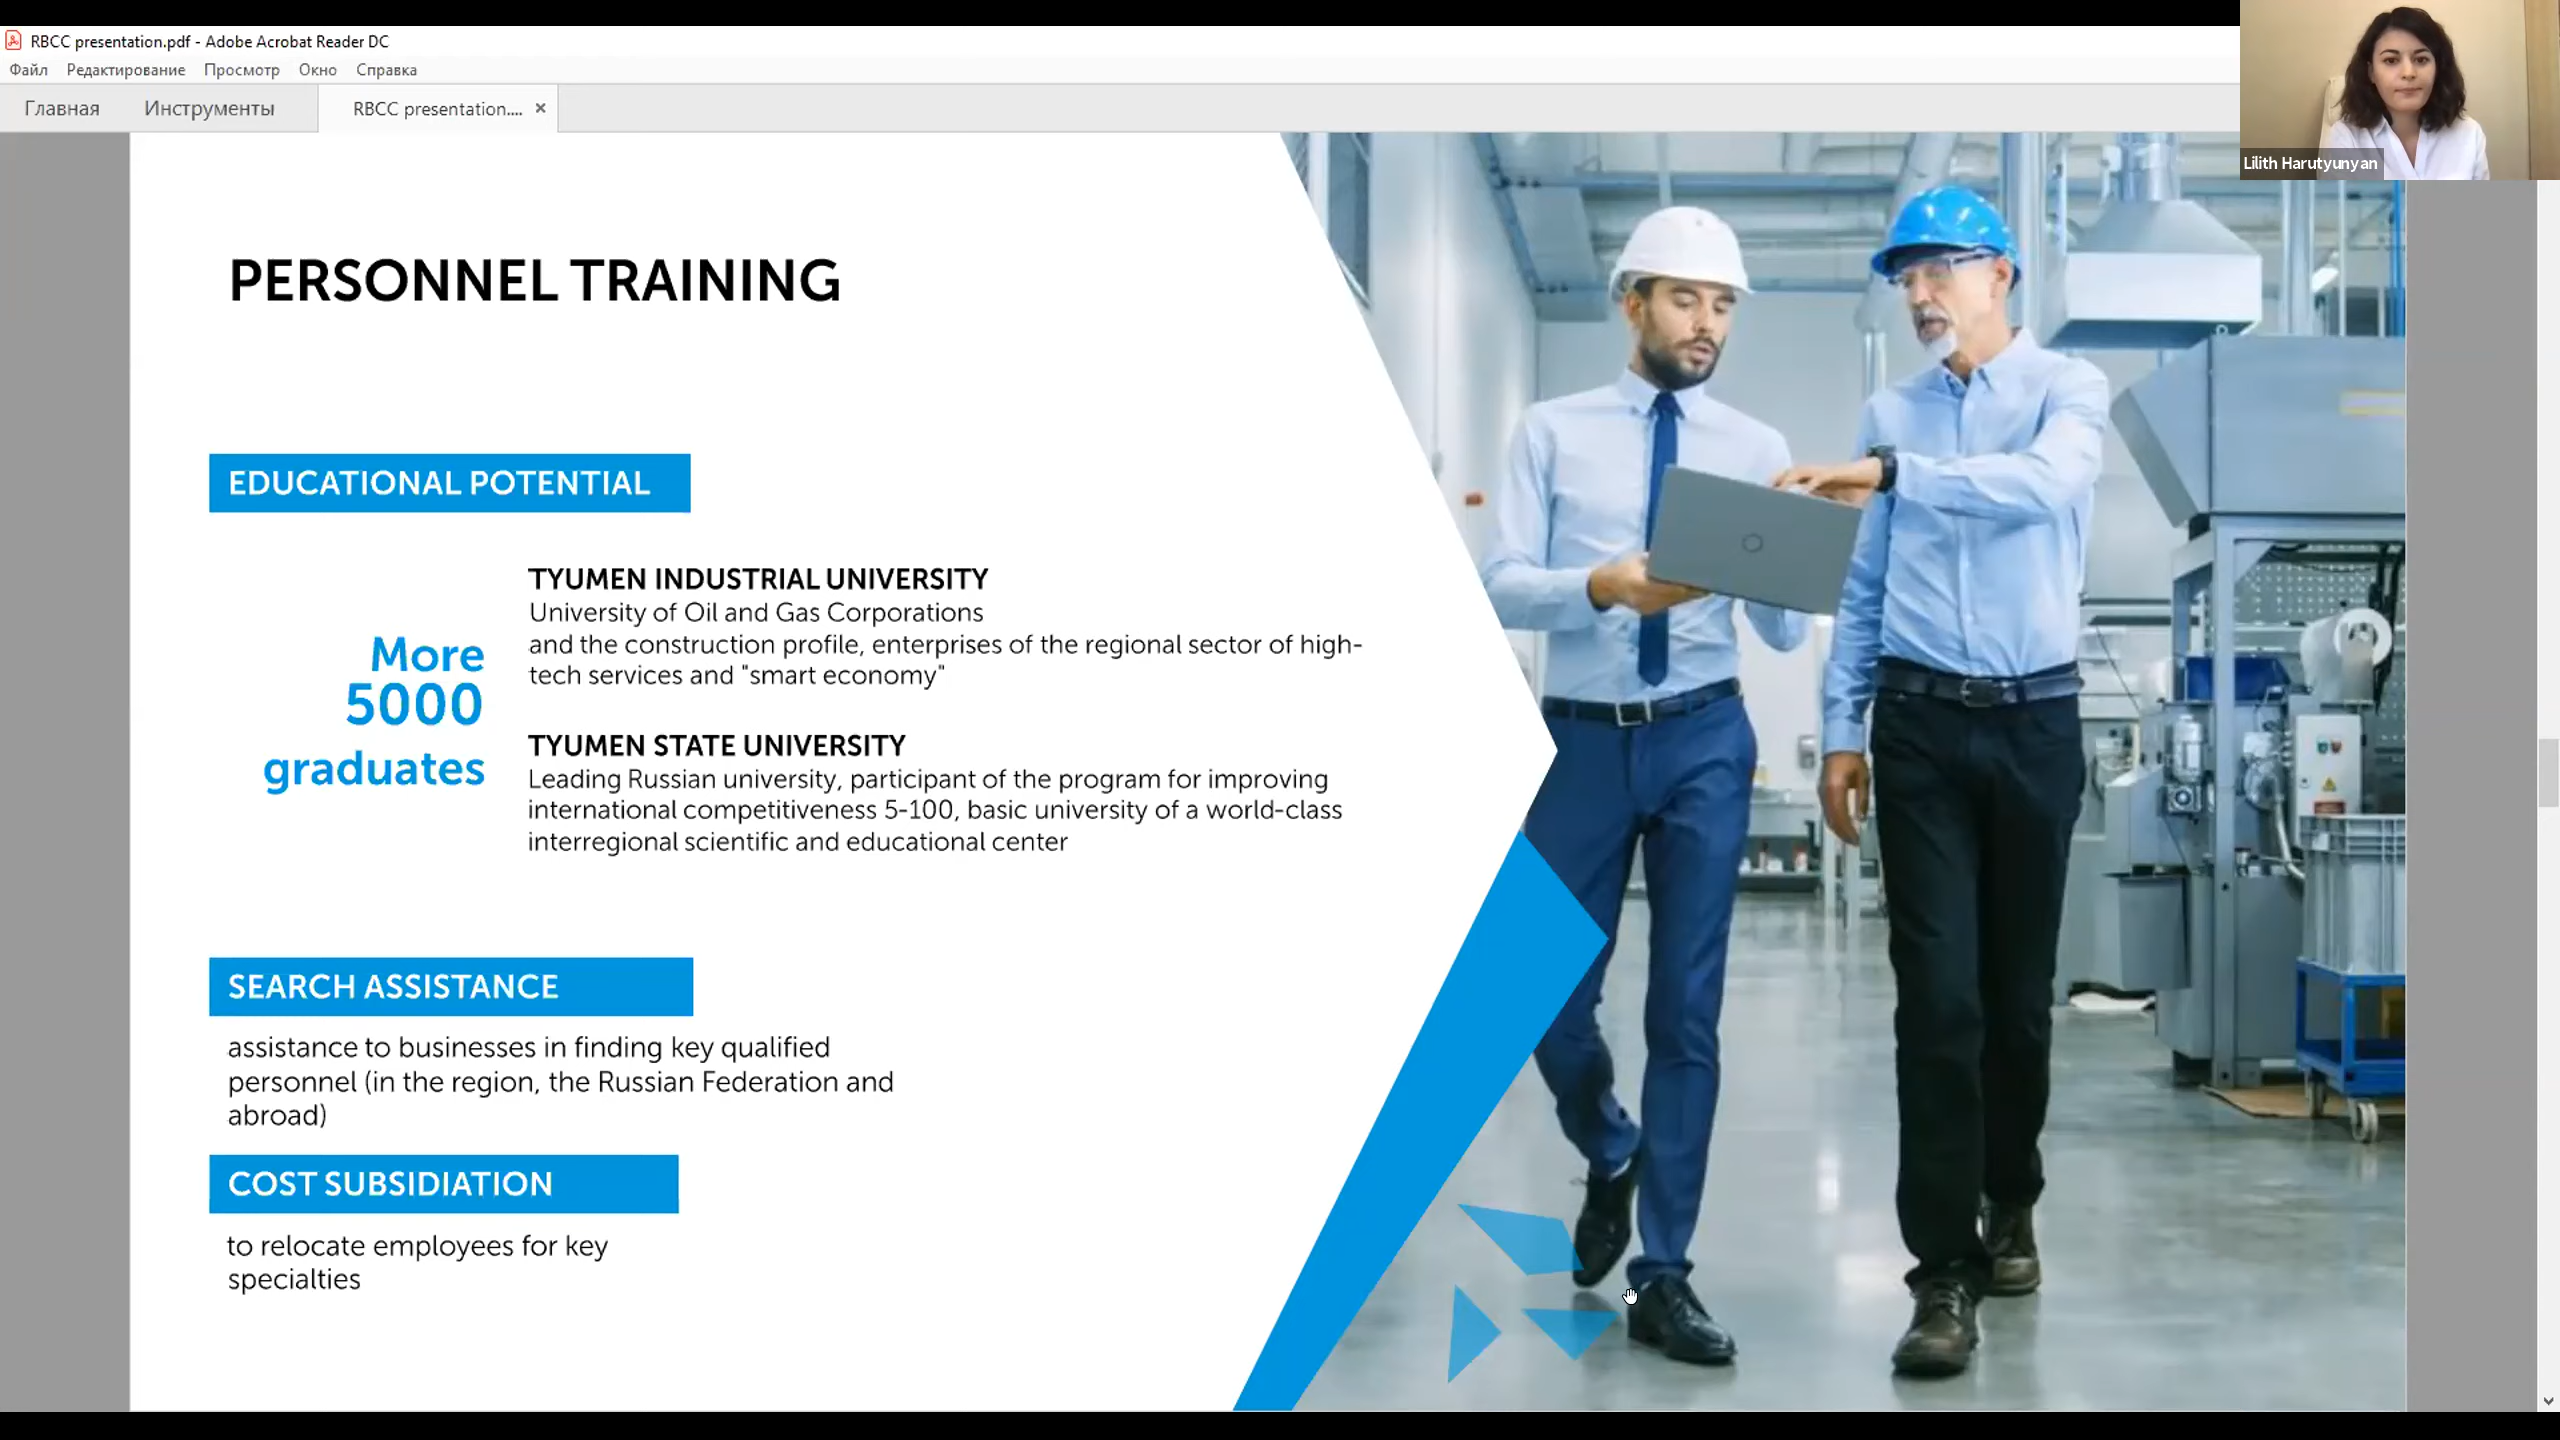 RBCC presentation.pdf - Adobe Acrobat Reader DC
Файл Редактирование Просмотр Окно Справка
Главная Инструменты RBCC presentation.... ×
Lilith Harutyunyan
PERSONNEL TRAINING
EDUCATIONAL POTENTIAL
More
5000
graduates
TYUMEN INDUSTRIAL UNIVERSITY
University of Oil and Gas Corporations
and the construction profile, enterprises of the regional sector of high-
tech services and "smart economy"
TYUMEN STATE UNIVERSITY
Leading Russian university, participant of the program for improving
international competitiveness 5-100, basic university of a world-class
interregional scientific and educational center
SEARCH ASSISTANCE
assistance to businesses in finding key qualified
personnel (in the region, the Russian Federation and
abroad)
COST SUBSIDIATION
to relocate employees for key
specialties